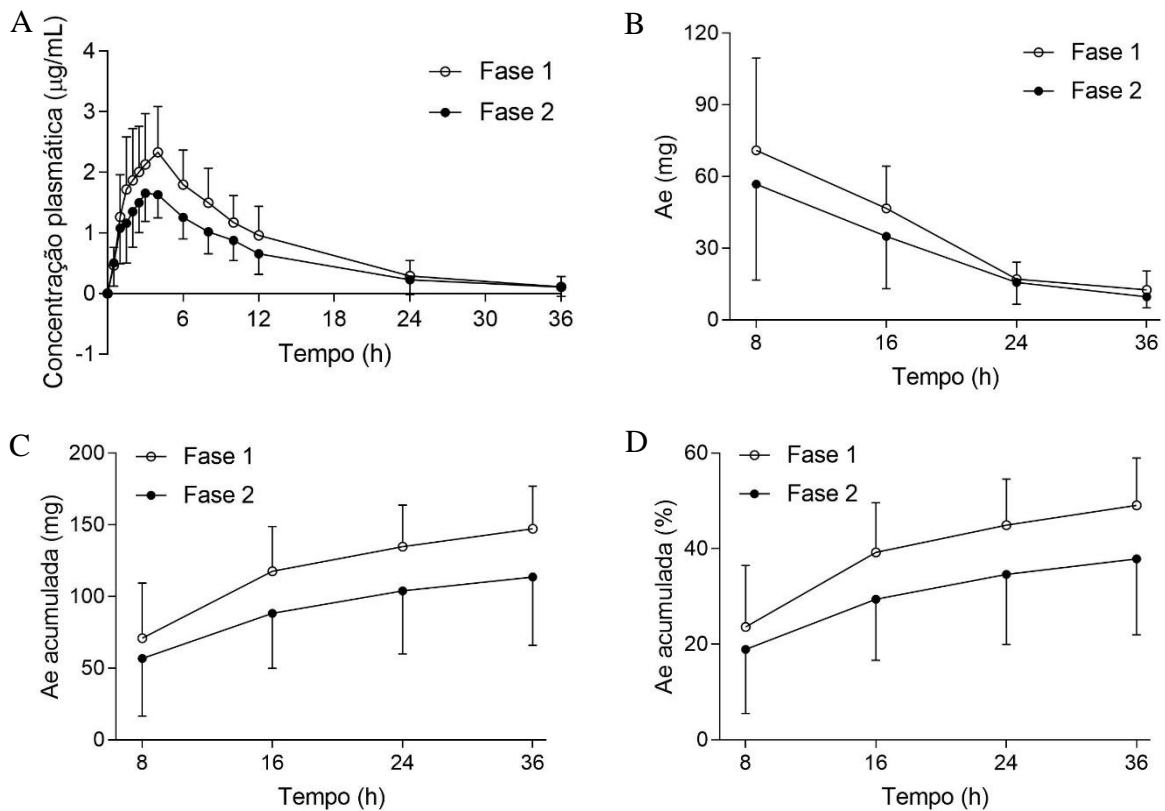 A
Concentração plasmática (µg/mL)
4
3
2
1
0
-1
6
12
24
30
36
Tempo (h)
Fase 1
Fase 2
B
Ae (mg)
120
90
60
30
0
8
16
24
36
Tempo (h)
Fase 1
Fase 2
C
Ae acumulada (mg)
200
150
100
50
0
8
16
24
36
Tempo (h)
Fase 1
Fase 2
D
Ae acumulada (%)
60
40
20
0
8
16
24
36
Tempo (h)
Fase 1
Fase 2